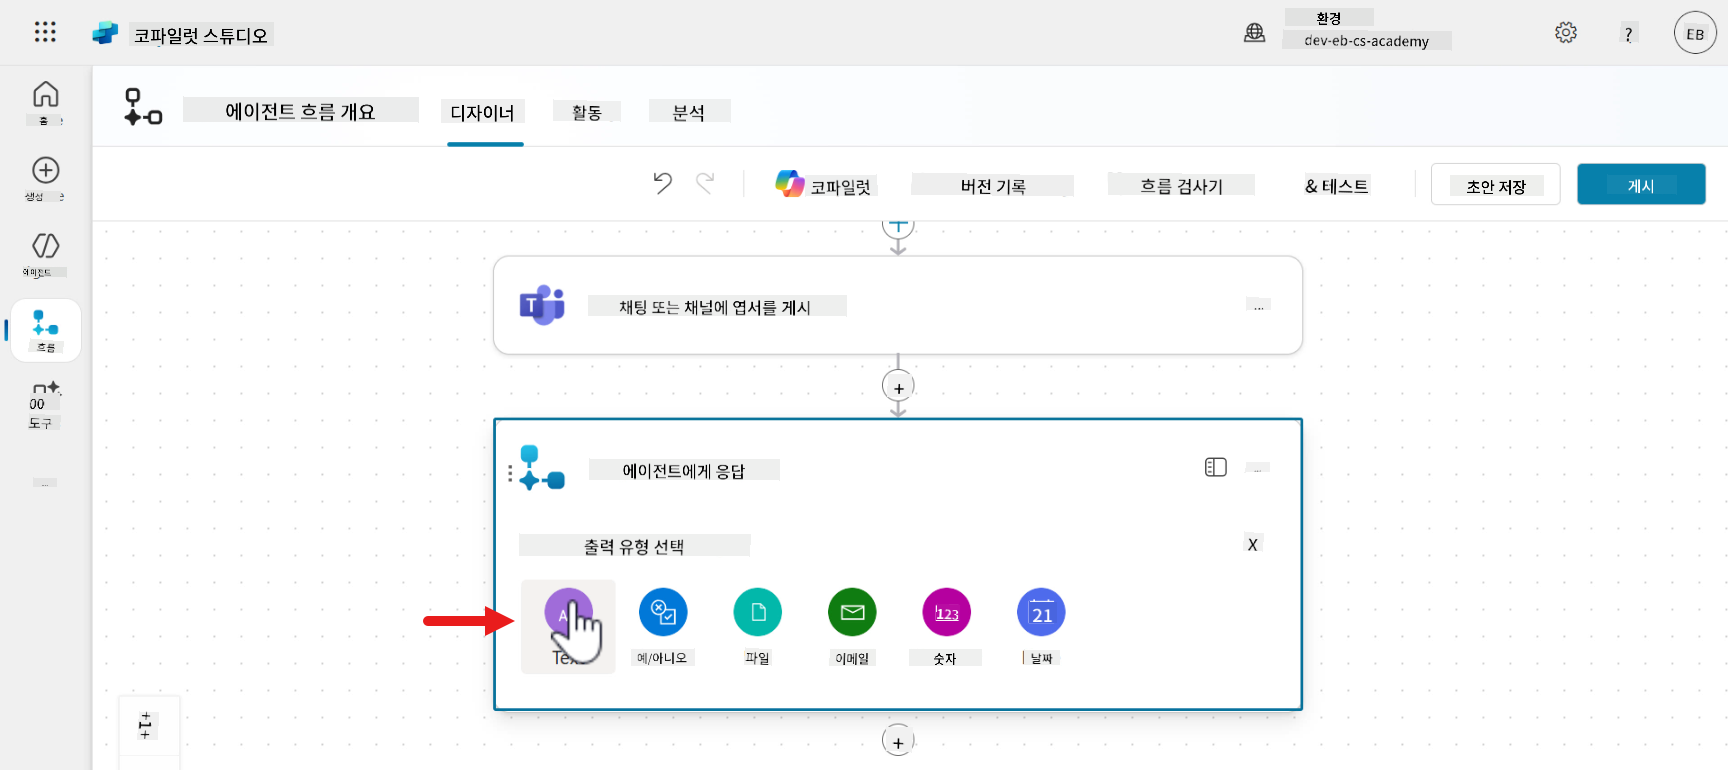 코파일럿 스튜디오
환경
dev-eb-cs-academy
?
EB
홈
생성
에이전트
흐름
도구
...
에이전트 흐름 개요
디자이너
활동
분석
코파일럿
버전 기록
흐름 검사기
& 테스트
초안 저장
게시
T
채팅 또는 채널에 엽서를 게시
...
에이전트에게 응답
...
출력 유형 선택
X
예/아니오
파일
이메일
123
숫자
21
날짜